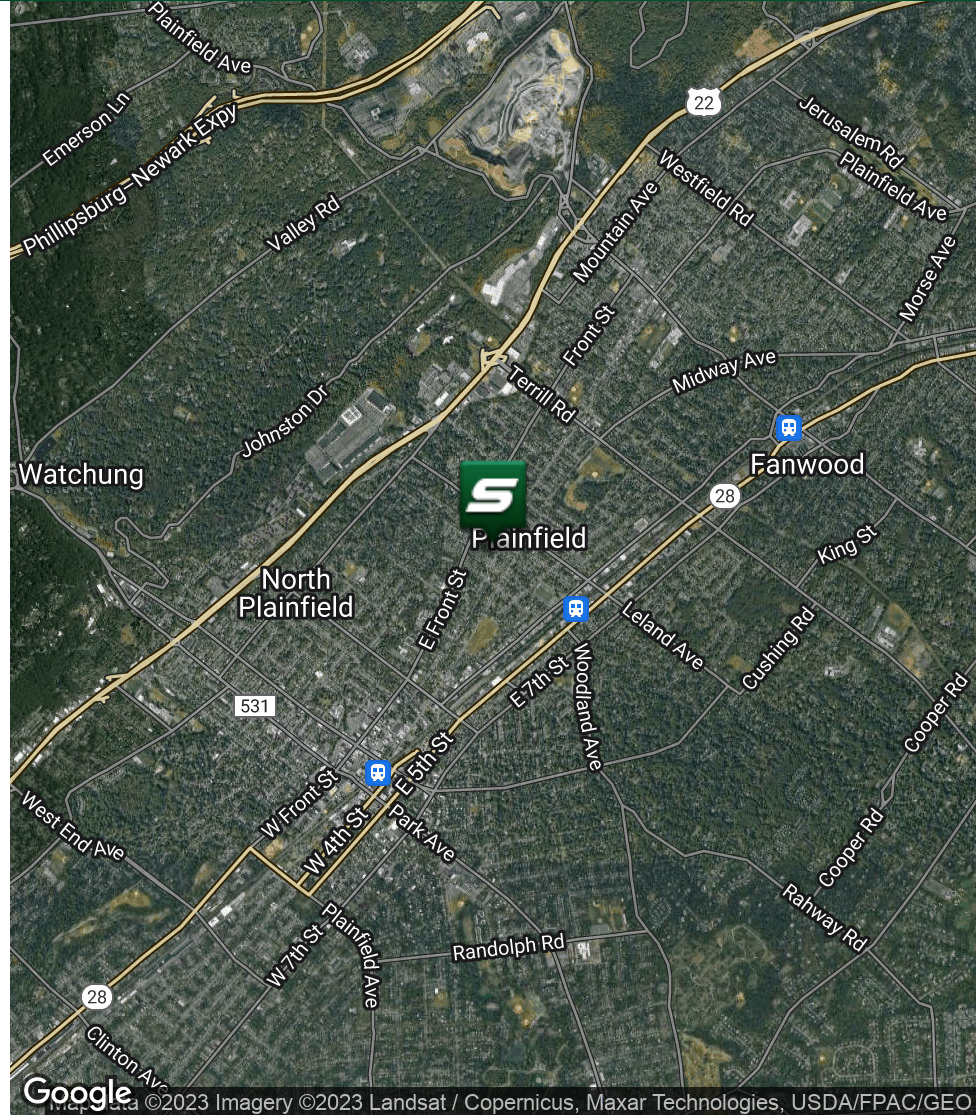 Plainfield Ave
Emerson Ln
Phillipsburg–Newark Expy
22
Jerusalem Rd
Plainfield Ave
Westfield Rd
Valley Rd
Mountain Ave
Morse Ave
Front St
Midway Ave
Terrill Rd
Johnston Dr
Watchung
Fanwood
S
28
Plainfield
King St
North
Plainfield
E Front St
Leland Ave
Cushing Rd
E 7th St
Woodland Ave
Cooper Rd
531
E 5th St
W Front St
West End Ave
W 4th St
Park Ave
Cooper Rd
Rahway Rd
Plainfield Ave
W 7th St
Randolph Rd
28
Clinton Ave
Google
Map data ©2023 Imagery ©2023 Landsat / Copernicus, Maxar Technologies, USDA/FPAC/GEO